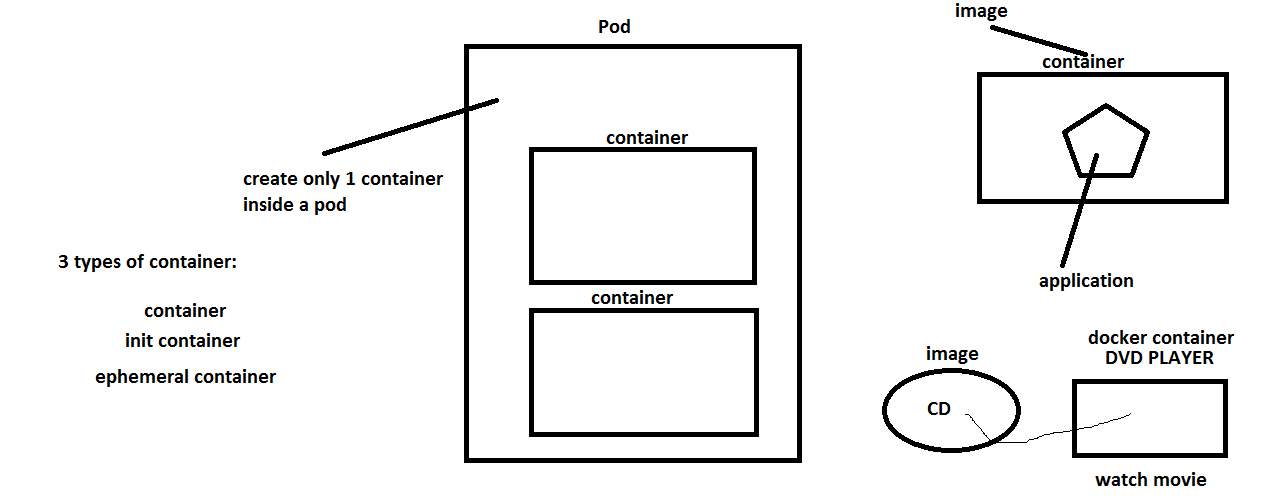 Pod
container
container
create only 1 container
inside a pod
3 types of container:
container
init container
ephemeral container
image
container
application
image
CD
docker container
DVD PLAYER
watch movie